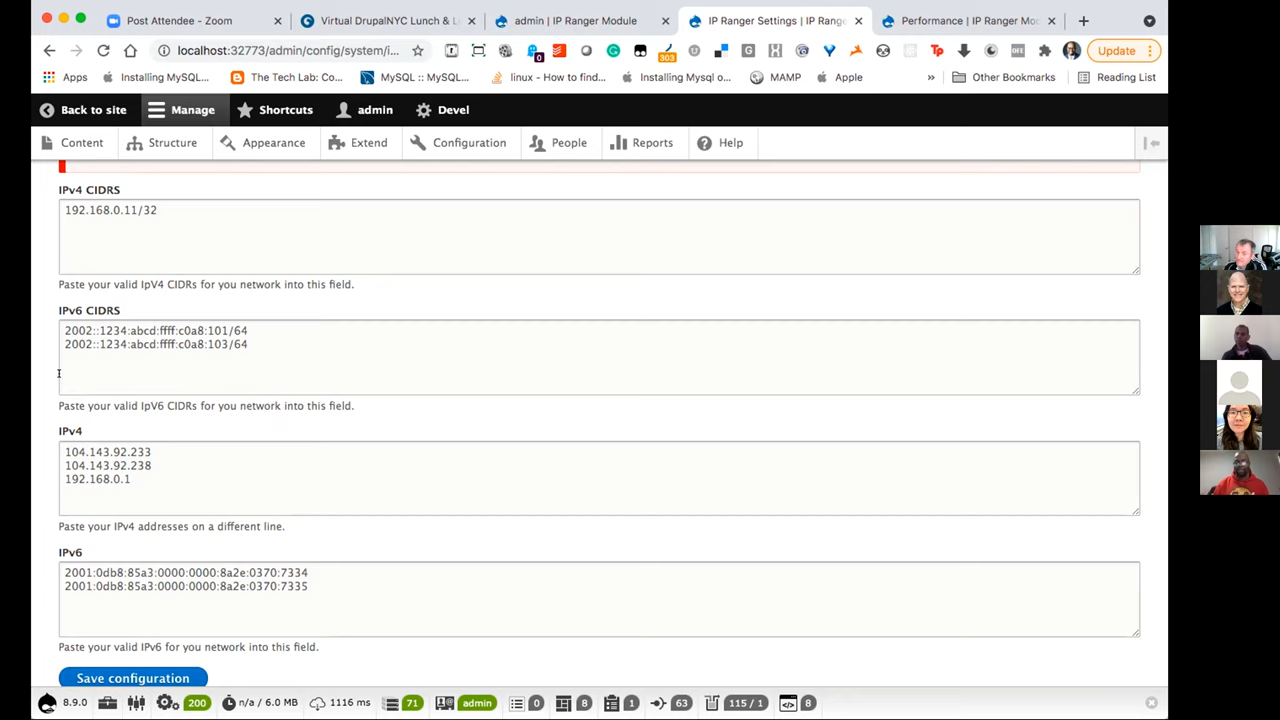 Post Attendee - Zoom
Virtual DrupalNYC Lunch & L
admin | IP Ranger Module
IP Ranger Settings | IP Range
Performance | IP Ranger Mod
localhost:32773/admin/config/system/i...
0
303
Update
Apps
Installing MySQL...
The Tech Lab: Co...
MySQL :: MySQL...
linux - How to find...
Installing Mysql o...
MAMP
Apple
»
Other Bookmarks
Reading List
Back to site
Manage
Shortcuts
admin
Devel
Content
Structure
Appearance
Extend
Configuration
People
Reports
Help
IPv4 CIDRS
192.168.0.11/32
Paste your valid IpV4 CIDRs for you network into this field.
IPv6 CIDRS
2002::1234:abcd:ffff:c0a8:101/64
2002::1234:abcd:ffff:c0a8:103/64
Paste your valid IpV6 CIDRs for you network into this field.
IPv4
104.143.92.233
104.143.92.238
192.168.0.1
Paste your IPv4 addresses on a different line.
IPv6
2001:0db8:85a3:0000:0000:8a2e:0370:7334
2001:0db8:85a3:0000:0000:8a2e:0370:7335
Paste your valid IPv6 for you network into this field.
Save configuration
8.9.0
200
n/a / 6.0 MB
1116 ms
71
admin
0
8
1
63
115 / 1
8